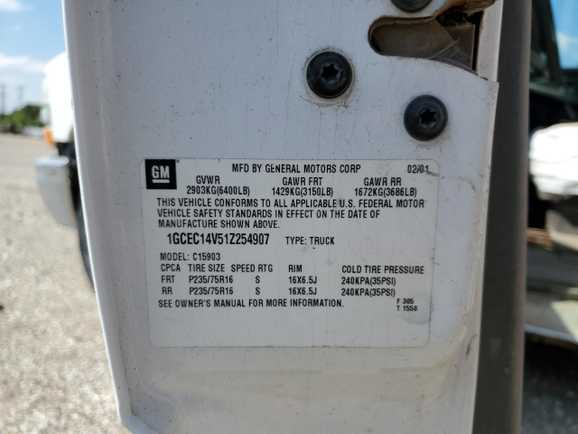 GM MFD BY GENERAL MOTORS CORP 02/01
GVWR GAWR FRT GAWR RR
2903KG(6400LB) 1429KG(3150LB) 1672KG(3686LB)
THIS VEHICLE CONFORMS TO ALL APPLICABLE U.S. FEDERAL MOTOR
VEHICLE SAFETY STANDARDS IN EFFECT ON THE DATE OF
MANUFACTURE SHOWN ABOVE.
1GCEC14V51Z254907 TYPE: TRUCK
MODEL: C15903
CPCA TIRE SIZE SPEED RTG RIM COLD TIRE PRESSURE
FRT P235/75R16 S 16X6.5J 240KPA(35PSI)
RR P235/75R16 S 16X6.5J 240KPA(35PSI)
SEE OWNER'S MANUAL FOR MORE INFORMATION. F 305
T 1556